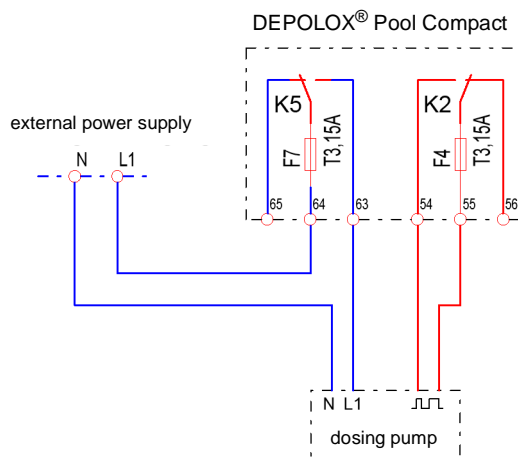 DEPOLOX® Pool Compact
K5
F7
T3,15A
K2
F4
T3,15A
external power supply
N L1
65 64 63 54 55 56
N L1
dosing pump